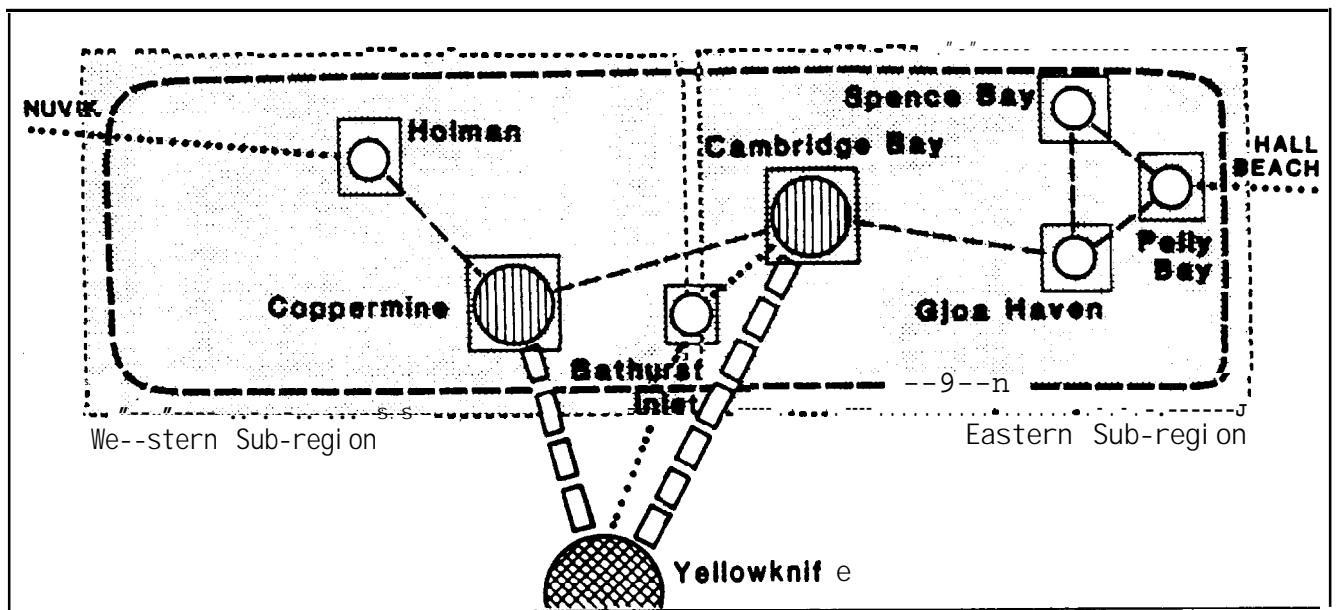 NUVIK
Holman
Spence Bay
Cambridge Bay
HALL
BEACH
Pelly
Bay
Coppermine
Gjoa Haven
Bathurst
Inlet
--9--n
We--stern Sub-region
Eastern Sub-region
Yellowknif e